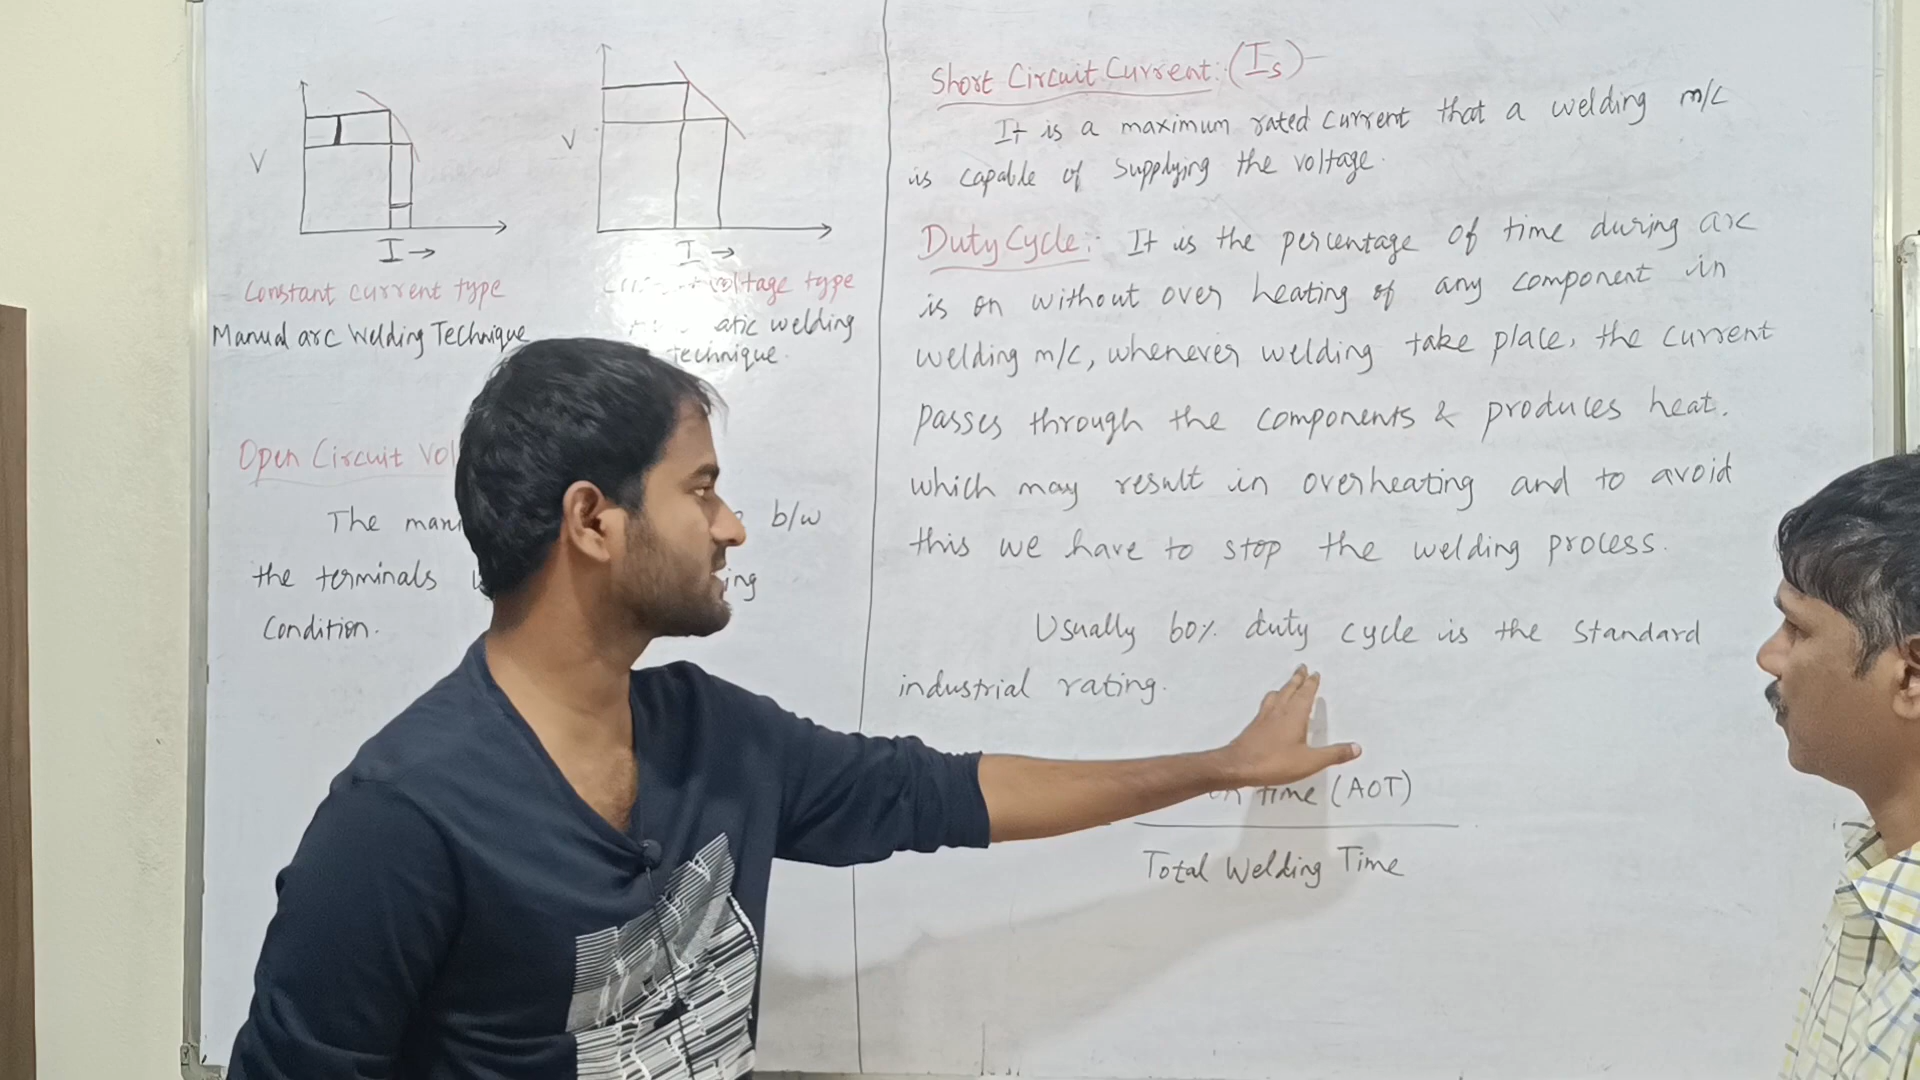 V
I →
Constant current type
Manual arc Welding Technique
V
I →
voltage type
atic welding
technique.
Open Circuit Vol
The
b/w
the terminals
ing
Condition.
Short Circuit Current:(Is)-
It is a maximum rated current that a welding m/c
is capable of supplying the voltage.
Duty Cycle:- It is the percentage of time during arc
is on without over heating of any component in
welding m/c, whenever welding take place, the current
passes through the components & produces heat.
which may result in overheating and to avoid
this we have to stop the welding process.
Usually 60% duty cycle is the standard
industrial rating.
on time (AOT)
Total Welding Time